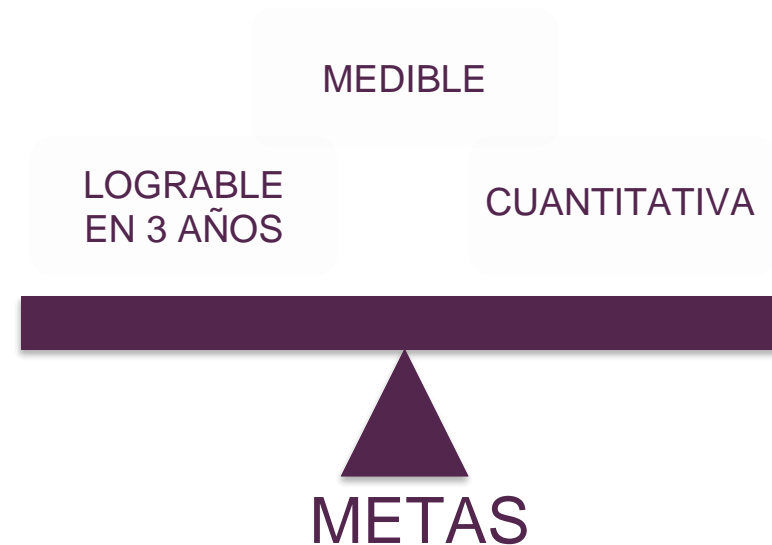 MEDIBLE
LOGRABLE
EN 3 AÑOS
CUANTITATIVA
METAS